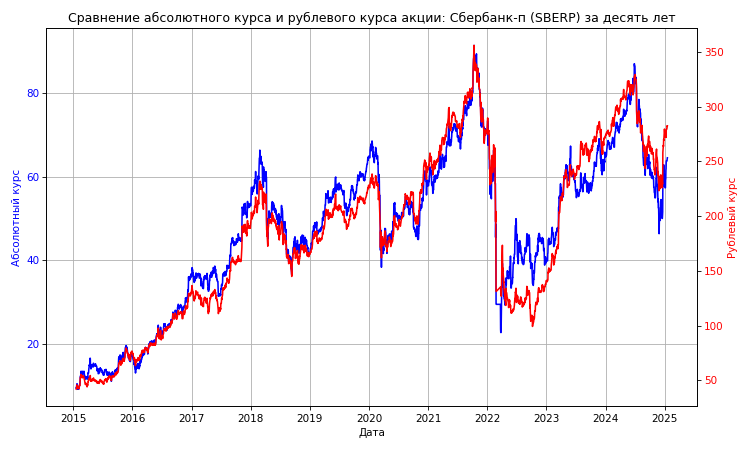 Сравнение абсолютного курса и рублевого курса акции: Сбербанк-п (SBERP) за десять лет
Абсолютный курс
80
60
40
20
350
300
250
200
150
100
50
Рублевый курс
2015 2016 2017 2018 2019 2020 2021 2022 2023 2024 2025
Дата